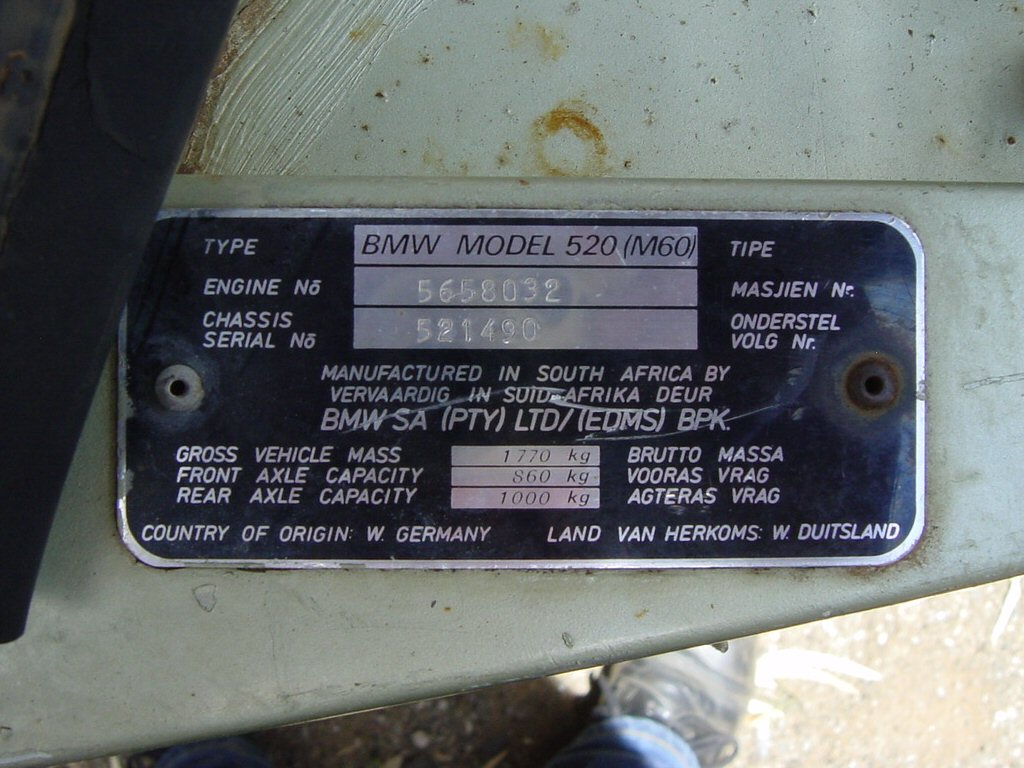 TYPE BMW MODEL 520 (M60) TIPE
ENGINE Nō 5658032 MASJIEN Nr.
CHASSIS SERIAL Nō 521490 ONDERSTEL VOLG Nr.
MANUFACTURED IN SOUTH AFRICA BY
VERVAARDIG IN SUID-AFRIKA DEUR
BMW SA (PTY) LTD/(EDMS) BPK.
GROSS VEHICLE MASS 1770 kg BRUTTO MASSA
FRONT AXLE CAPACITY 860 kg VOORAS VRAG
REAR AXLE CAPACITY 1000 kg AGTERAS VRAG
COUNTRY OF ORIGIN: W. GERMANY LAND VAN HERKOMS: W. DUITSLAND